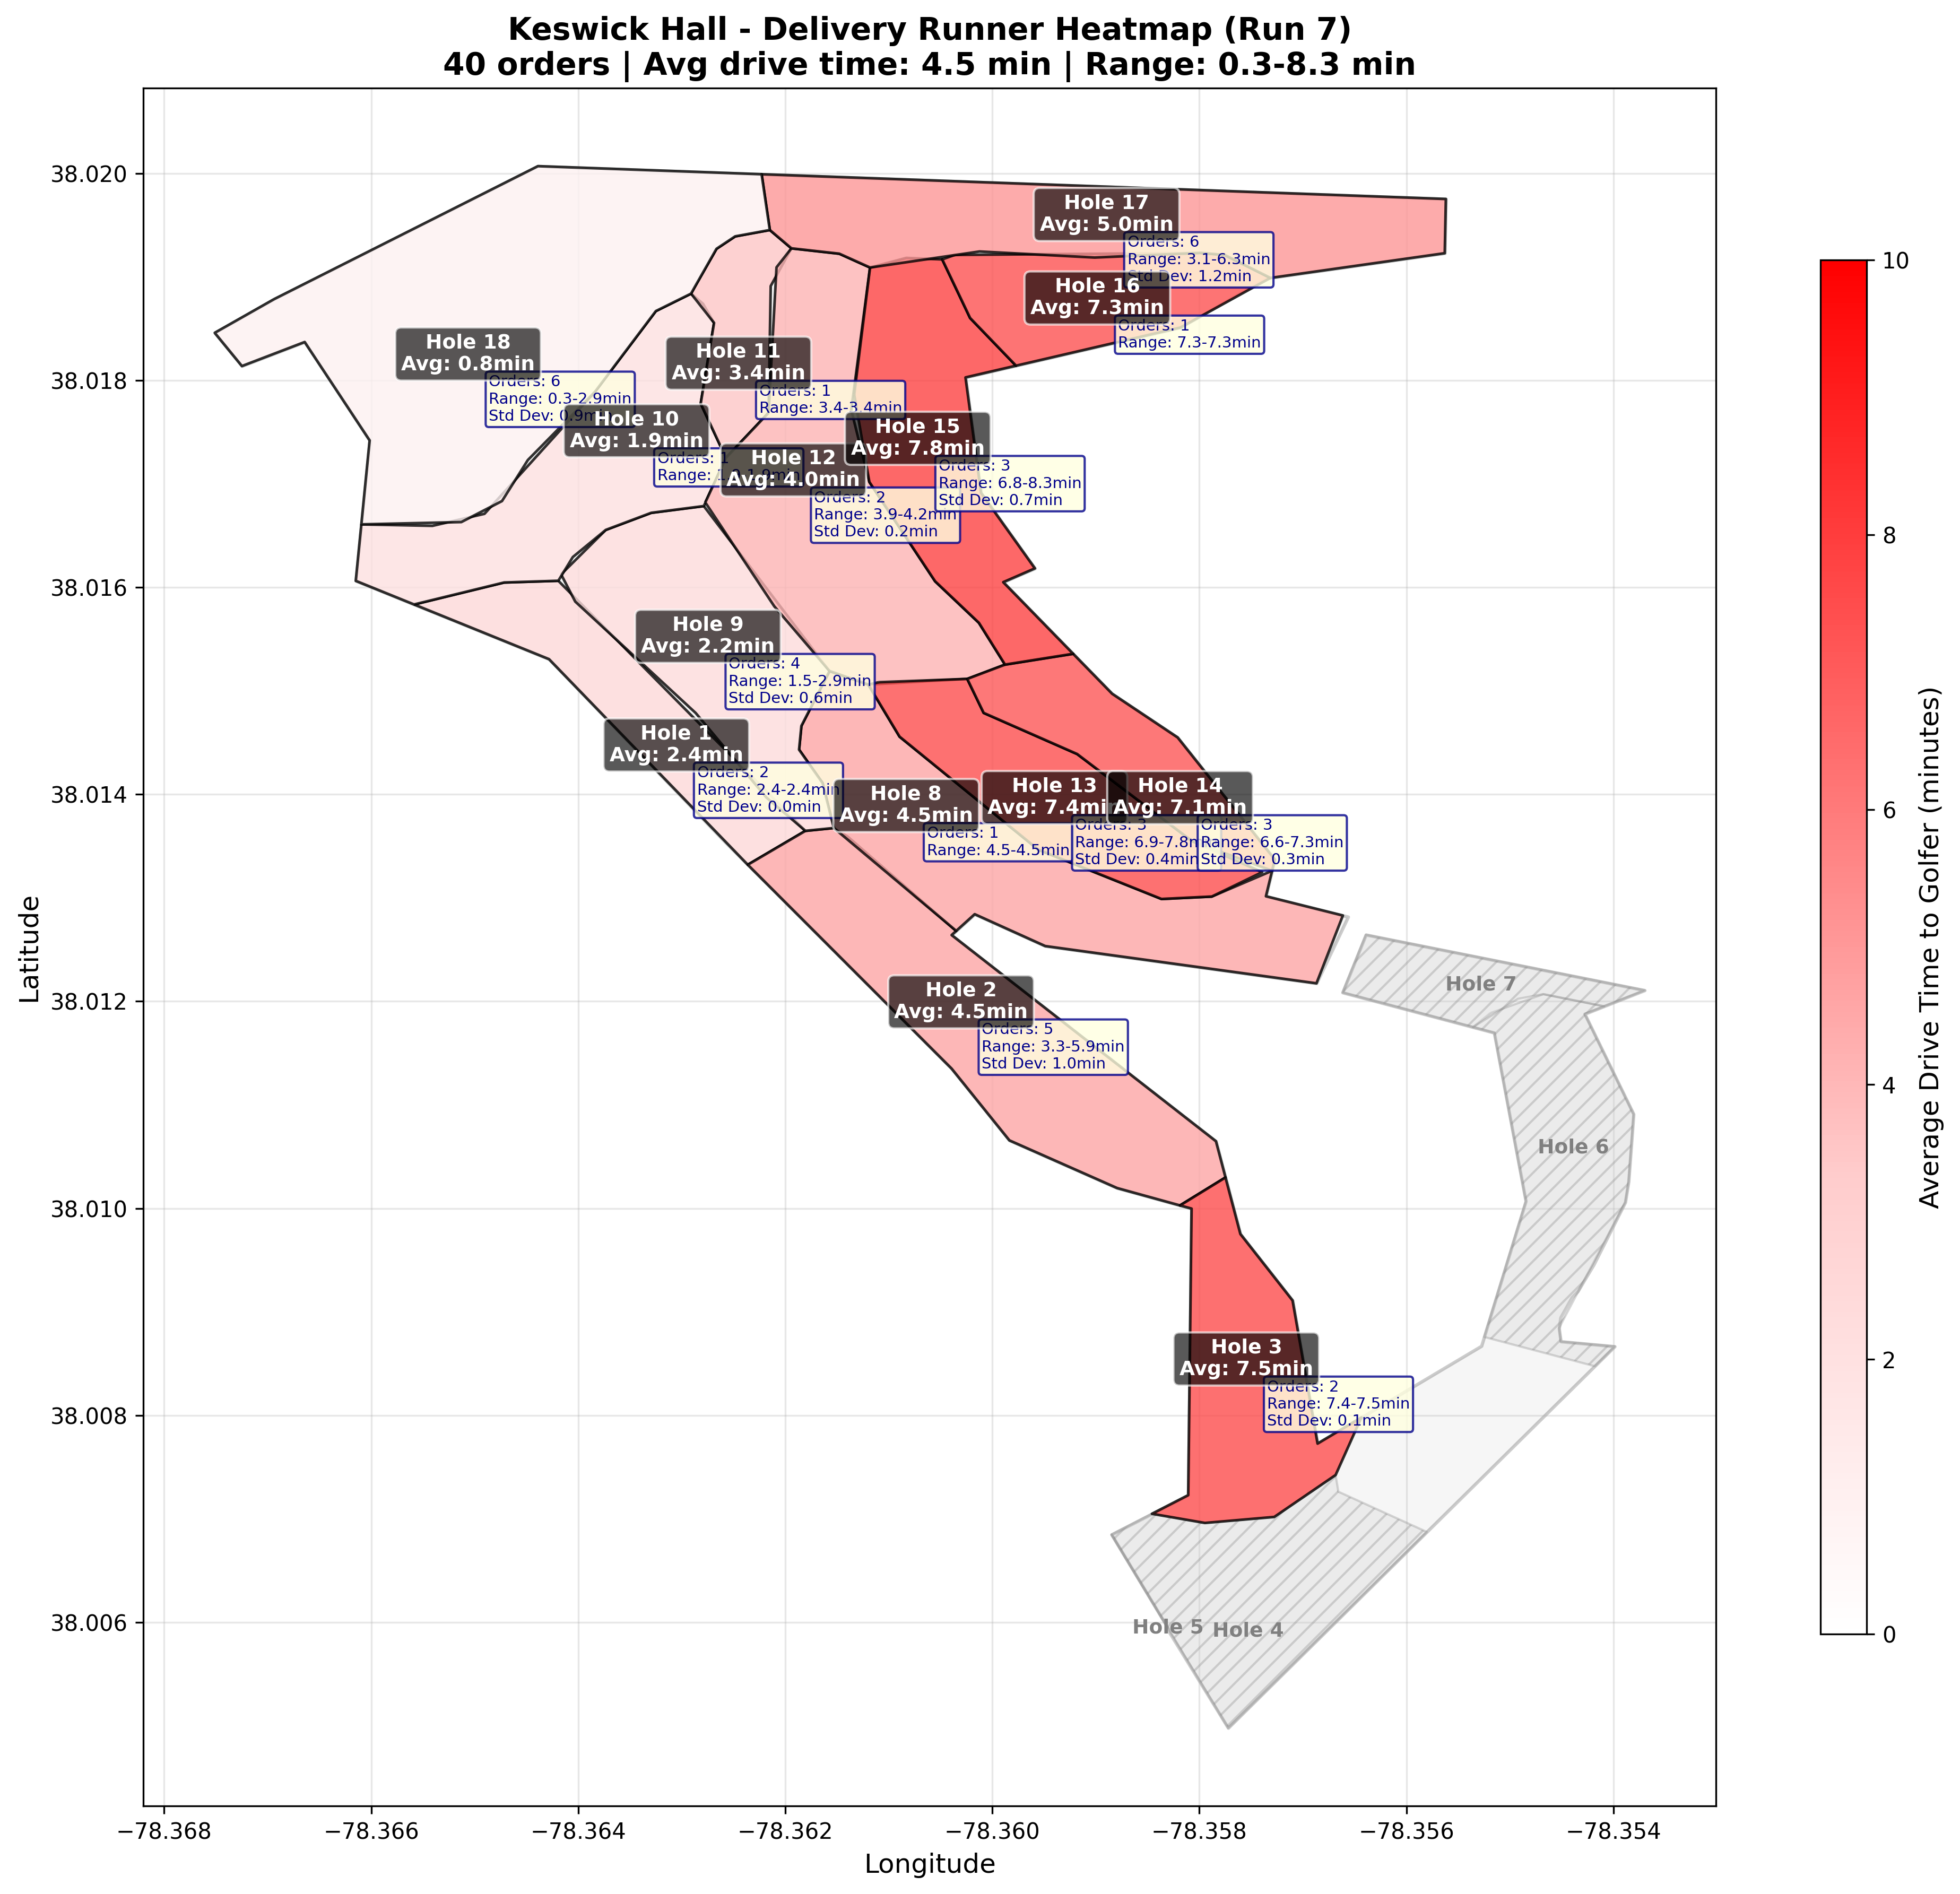 Keswick Hall - Delivery Runner Heatmap (Run 7)
40 orders | Avg drive time: 4.5 min | Range: 0.3-8.3 min
Hole 17
Avg: 5.0min
Orders: 6
Range: 3.1-6.3min
Std Dev: 1.2min
Hole 16
Avg: 7.3min
Orders: 1
Range: 7.3-7.3min
Hole 18
Avg: 0.8min
Orders: 6
Range: 0.3-2.9min
Std Dev: 0.9min
Hole 11
Avg: 3.4min
Orders: 1
Range: 3.4-3.4min
Hole 10
Avg: 1.9min
Orders: 1
Range:
Hole 15
Avg: 7.8min
Orders: 3
Range: 6.8-8.3min
Std Dev: 0.7min
Hole 12
Avg: 4.0min
Orders: 2
Range: 3.9-4.2min
Std Dev: 0.2min
Hole 9
Avg: 2.2min
Orders: 4
Range: 1.5-2.9min
Std Dev: 0.6min
Hole 1
Avg: 2.4min
Orders: 2
Range: 2.4-2.4min
Std Dev: 0.0min
Hole 8
Avg: 4.5min
Orders: 1
Range: 4.5-4.5min
Hole 13
Avg: 7.4min
Orders: 3
Range: 6.9-7.8m
Std Dev: 0.4min
Hole 14
Avg: 7.1min
Orders: 3
Range: 6.6-7.3min
Std Dev: 0.3min
Hole 7
Hole 2
Avg: 4.5min
Orders: 5
Range: 3.3-5.9min
Std Dev: 1.0min
Hole 6
Hole 3
Avg: 7.5min
Orders: 2
Range: 7.4-7.5min
Std Dev: 0.1min
Hole 5
Hole 4
38.020
38.018
38.016
38.014
38.012
38.010
38.008
38.006
Latitude
−78.368
−78.366
−78.364
−78.362
−78.360
−78.358
−78.356
−78.354
Longitude
10
8
6
4
2
0
Average Drive Time to Golfer (minutes)